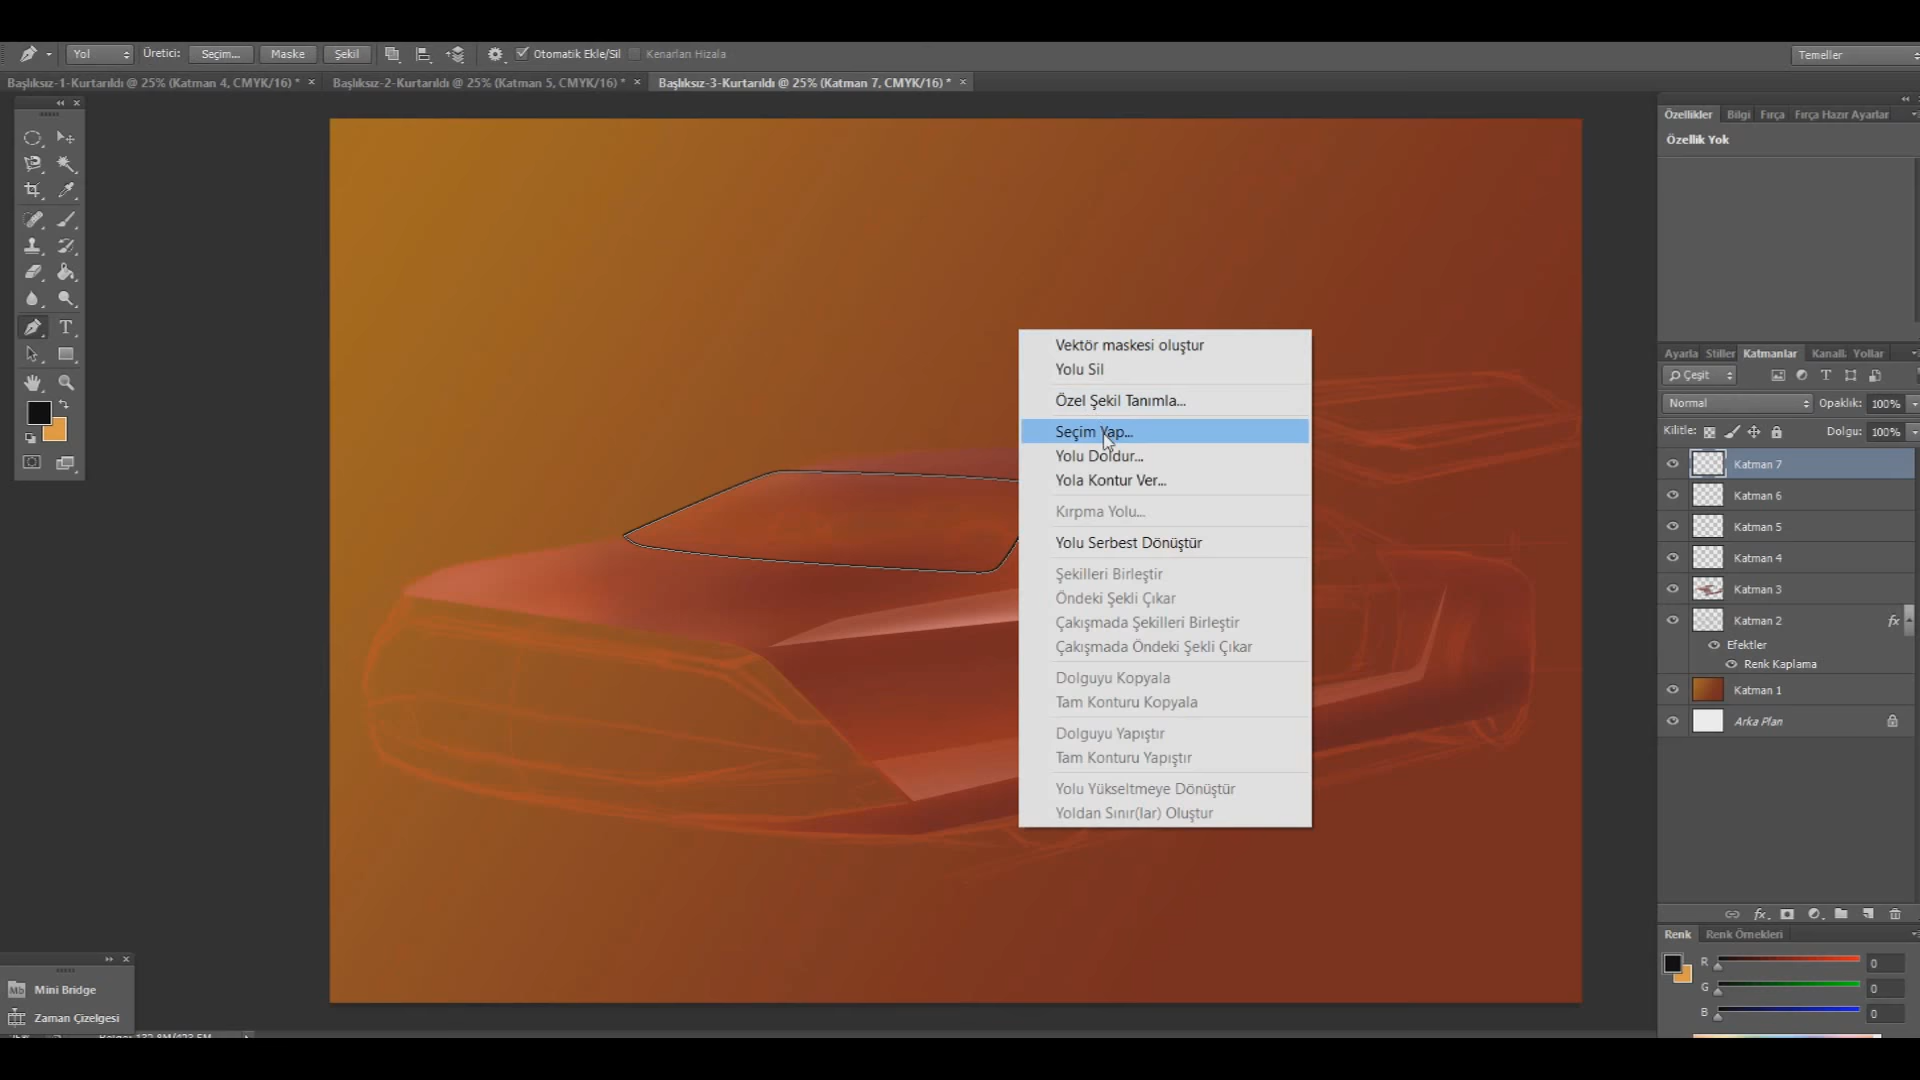 Yol
Üretici:
Seçim...
Maske
Şekil
Otomatik Ekle/Sil
Kenarları Hizala
Temeller
Başlıksız-1-Kurtarıldı @ 25% (Katman 4, CMYK/16) *
Başlıksız-2-Kurtarıldı @ 25% (Katman 5, CMYK/16) *
Başlıksız-3-Kurtarıldı @ 25% (Katman 7, CMYK/16) *
Özellikler
Bilgi
Fırça
Fırça Hazır Ayarlar
Özellik Yok
Vektör maskesi oluştur
Yolu Sil
Özel Şekil Tanımla...
Seçim Yap...
Yolu Doldur...
Yola Kontur Ver...
Kırpma Yolu...
Yolu Serbest Dönüştür
Şekilleri Birleştir
Öndeki Şekli Çıkar
Çakışmada Şekilleri Birleştir
Çakışmada Öndeki Şekli Çıkar
Dolguyu Kopyala
Tam Konturu Kopyala
Dolguyu Yapıştır
Tam Konturu Yapıştır
Yolu Yükseltmeye Dönüştür
Yoldan Sınır(lar) Oluştur
Ayarla
Stiller
Katmanlar
Kanall.
Yollar
Çeşit
Normal
Opaklık: 100%
Kilitle:
Dolgu: 100%
Katman 7
Katman 6
Katman 5
Katman 4
Katman 3
Katman 2
fx
Efektler
Renk Kaplama
Katman 1
Arka Plan
Renk
Renk Örnekleri
R 0
G 0
B 0
Mb Mini Bridge
Zaman Çizelgesi